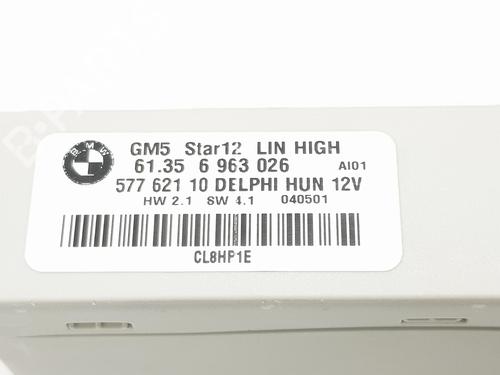 BMW
GM5 Star12 LIN HIGH
61.35 6 963 026 AI01
577 621 10 DELPHI HUN 12V
HW 2.1 SW 4.1 040501
CL8HP1E
B-PARTS